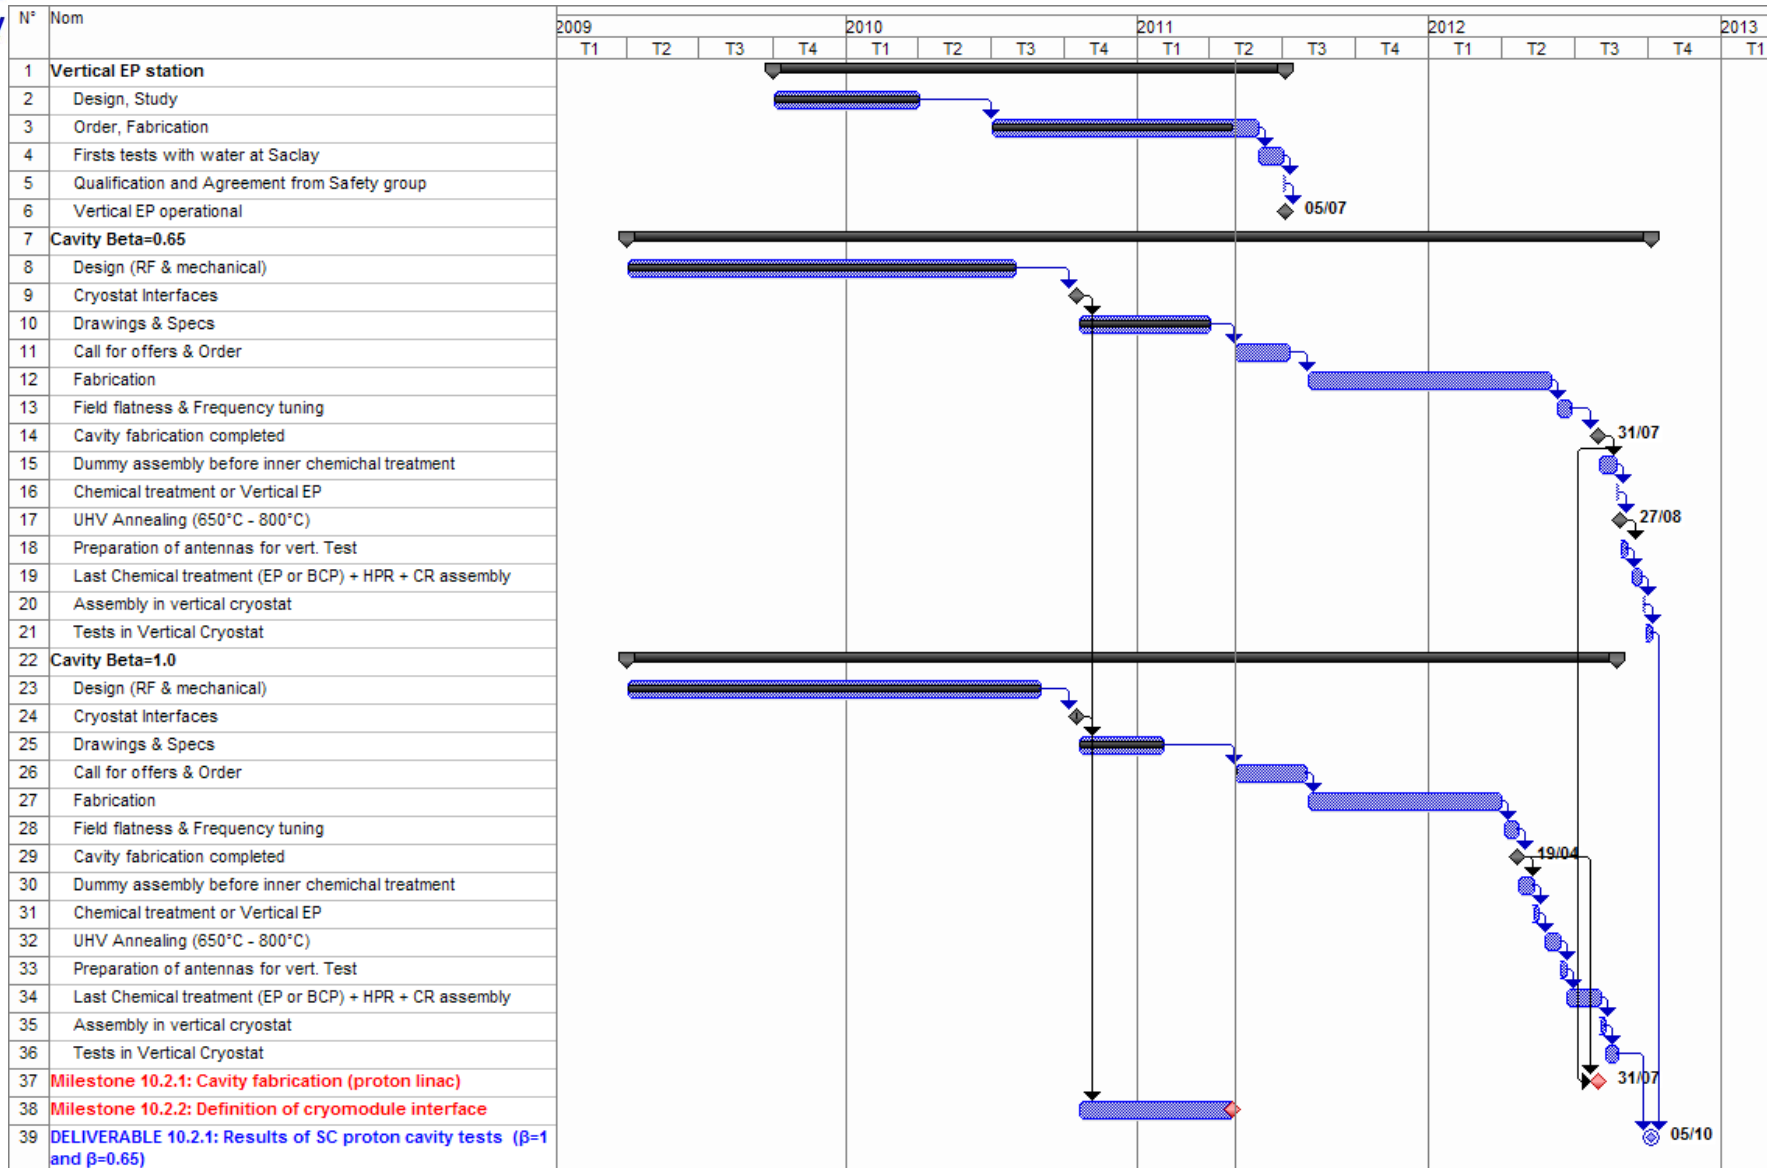 N° Nom
2009 2010 2011 2012 2013
T1 T2 T3 T4 T1 T2 T3 T4 T1 T2 T3 T4 T1 T2 T3 T4 T1
1 Vertical EP station
2 Design, Study
3 Order, Fabrication
4 Firsts tests with water at Saclay
5 Qualification and Agreement from Safety group
6 Vertical EP operational 05/07
7 Cavity Beta=0.65
8 Design (RF & mechanical)
9 Cryostat Interfaces
10 Drawings & Specs
11 Call for offers & Order
12 Fabrication
13 Field flatness & Frequency tuning
14 Cavity fabrication completed 31/07
15 Dummy assembly before inner chemichal treatment
16 Chemical treatment or Vertical EP
17 UHV Annealing (650°C - 800°C) 27/08
18 Preparation of antennas for vert. Test
19 Last Chemical treatment (EP or BCP) + HPR + CR assembly
20 Assembly in vertical cryostat
21 Tests in Vertical Cryostat
22 Cavity Beta=1.0
23 Design (RF & mechanical)
24 Cryostat Interfaces
25 Drawings & Specs
26 Call for offers & Order
27 Fabrication
28 Field flatness & Frequency tuning
29 Cavity fabrication completed 19/04
30 Dummy assembly before inner chemichal treatment
31 Chemical treatment or Vertical EP
32 UHV Annealing (650°C - 800°C)
33 Preparation of antennas for vert. Test
34 Last Chemical treatment (EP or BCP) + HPR + CR assembly
35 Assembly in vertical cryostat
36 Tests in Vertical Cryostat
37 Milestone 10.2.1: Cavity fabrication (proton linac) 31/07
38 Milestone 10.2.2: Definition of cryomodule interface
39 DELIVERABLE 10.2.1: Results of SC proton cavity tests (β=1 05/10
and β=0.65)